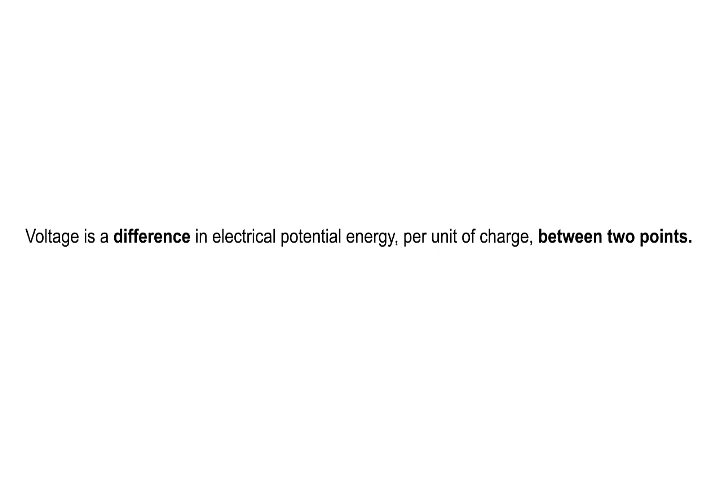 Voltage is a difference in electrical potential energy, per unit of charge, between two points.